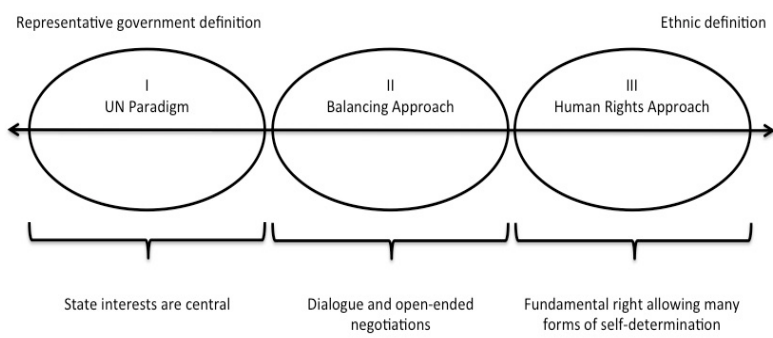 Representative government definition
Ethnic definition
I
UN Paradigm
II
Balancing Approach
III
Human Rights Approach
State interests are central
Dialogue and open-ended
negotiations
Fundamental right allowing many
forms of self-determination